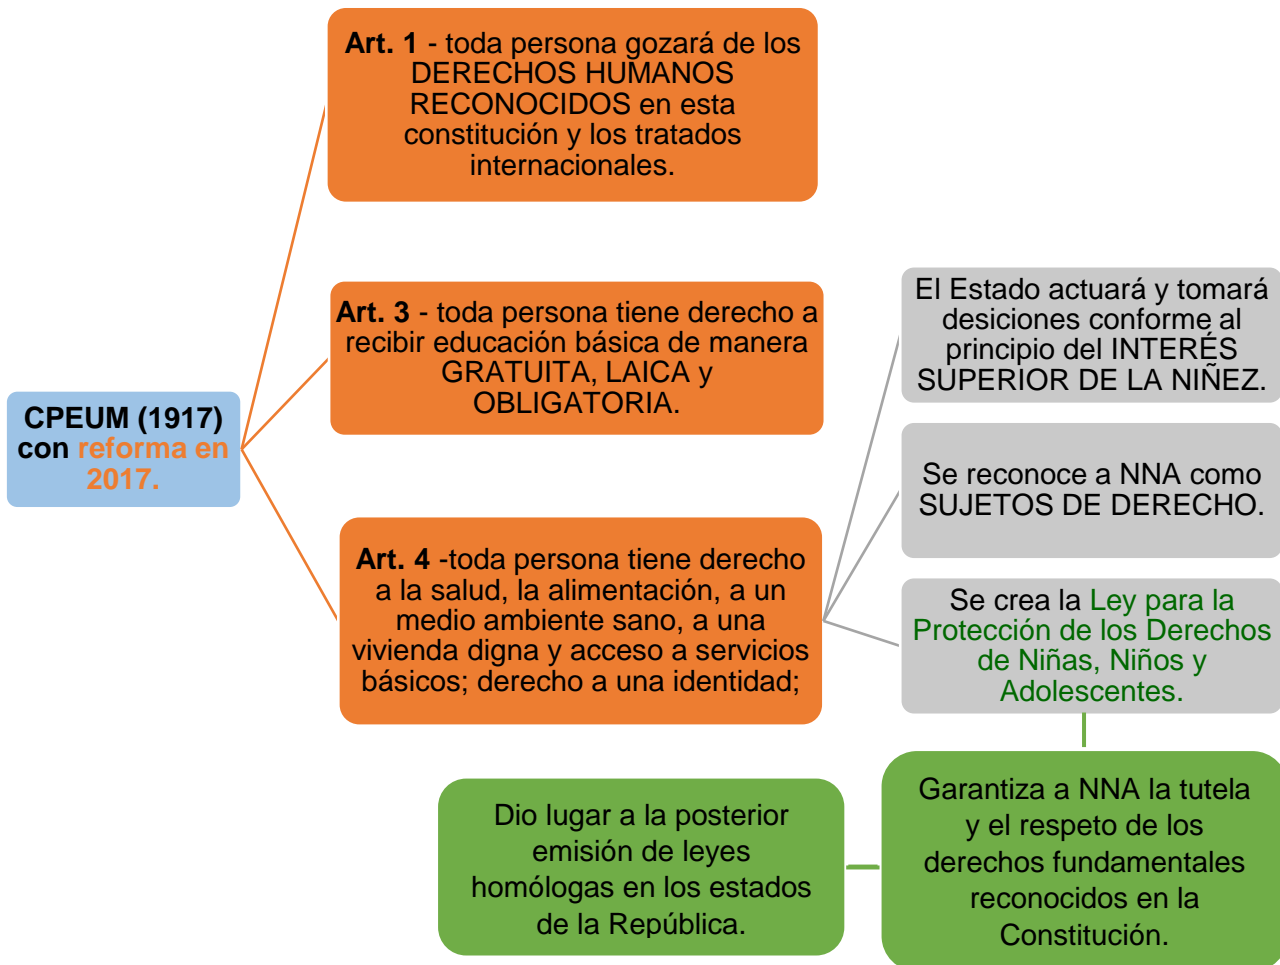 Art. 1 - toda persona gozará de los
DERECHOS HUMANOS
RECONOCIDOS en esta
constitución y los tratados
internacionales.
Art. 3 - toda persona tiene derecho a
recibir educación básica de manera
GRATUITA, LAICA y
OBLIGATORIA.
CPEUM (1917)
con reforma en
2017.
Art. 4 -toda persona tiene derecho
a la salud, la alimentación, a un
medio ambiente sano, a una
vivienda digna y acceso a servicios
básicos; derecho a una identidad;
El Estado actuará y tomará
desiciones conforme al
principio del INTERÉS
SUPERIOR DE LA NIÑEZ.
Se reconoce a NNA como
SUJETOS DE DERECHO.
Se crea la Ley para la
Protección de los Derechos
de Niñas, Niños y
Adolescentes.
Garantiza a NNA la tutela
y el respeto de los
derechos fundamentales
reconocidos en la
Constitución.
Dio lugar a la posterior
emisión de leyes
homólogas en los estados
de la República.